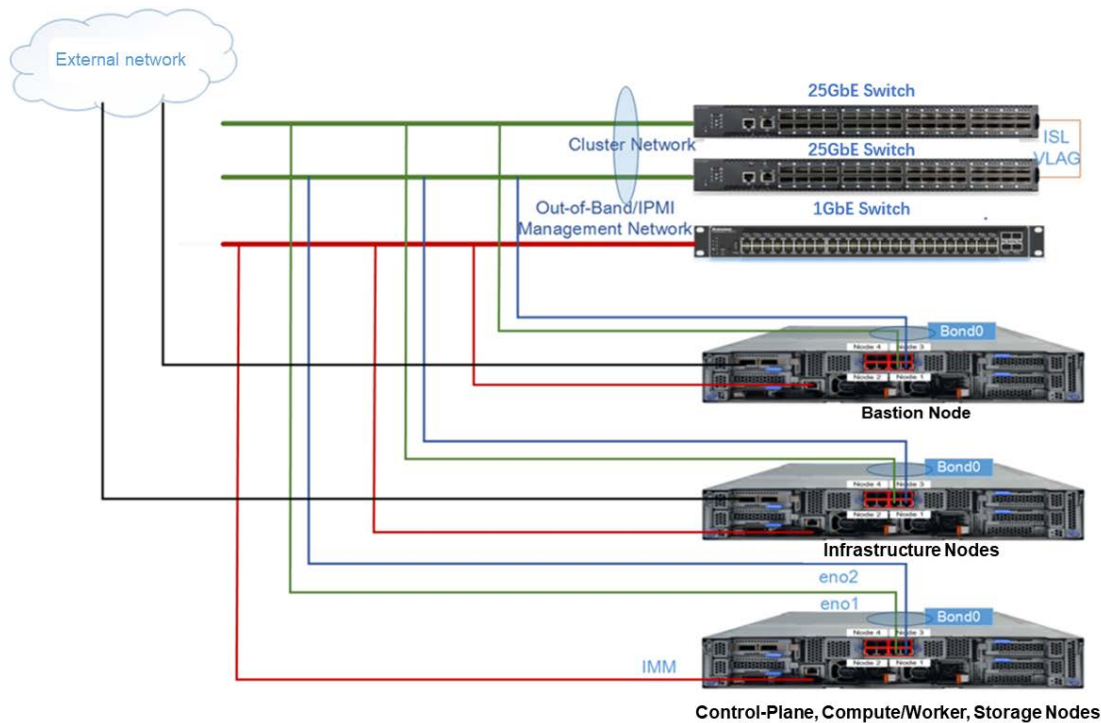 External network
25GbE Switch
Cluster Network
ISL
VLAG
25GbE Switch
Out-of-Band/IPMI
Management Network
1GbE Switch
Bond0
Node 4
Node 3
Node 2
Node 1
Bastion Node
Bond0
Node 4
Node 3
Node 2
Node 1
Infrastructure Nodes
eno2
eno1
Bond0
Node 4
Node 3
Node 2
Node 1
IMM
Control-Plane, Compute/Worker, Storage Nodes